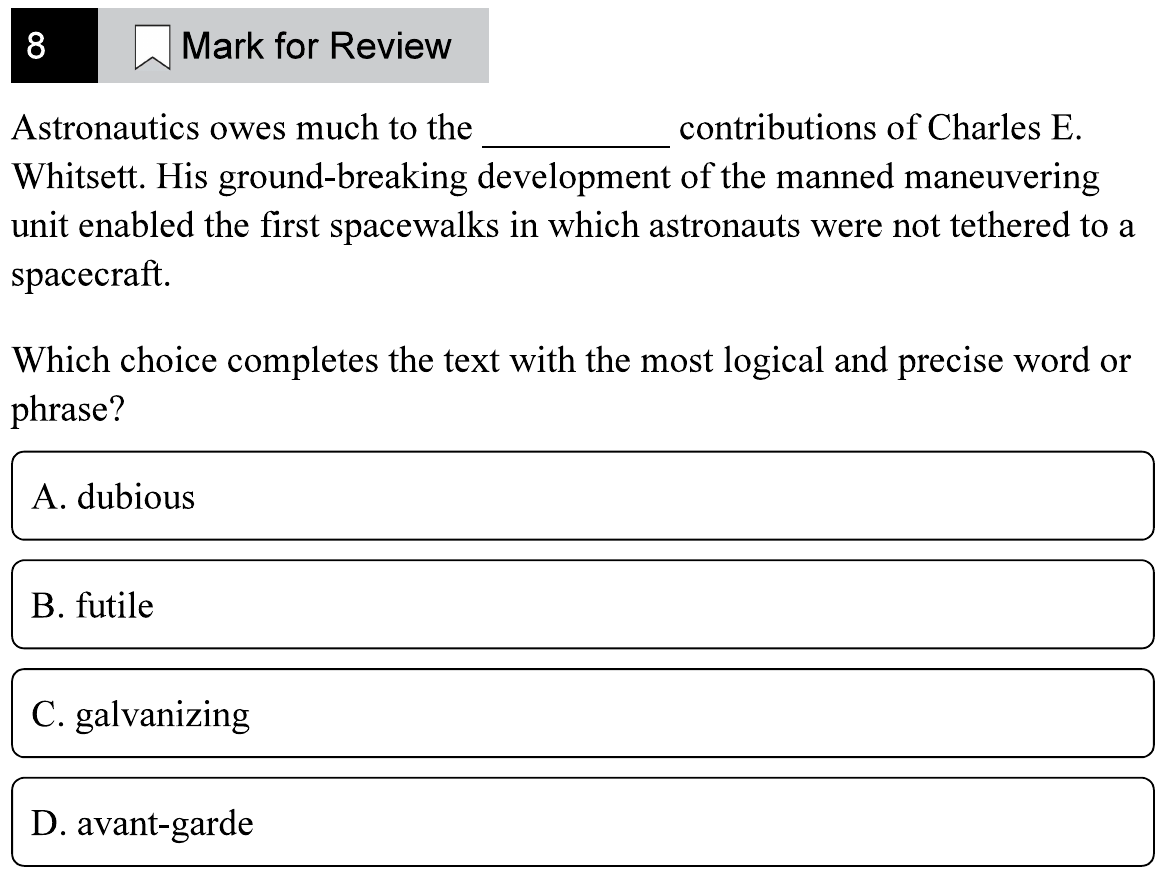 8 Mark for Review
Astronautics owes much to the __________ contributions of Charles E.
Whitsett. His ground-breaking development of the manned maneuvering
unit enabled the first spacewalks in which astronauts were not tethered to a
spacecraft.
Which choice completes the text with the most logical and precise word or
phrase?
A. dubious
B. futile
C. galvanizing
D. avant-garde